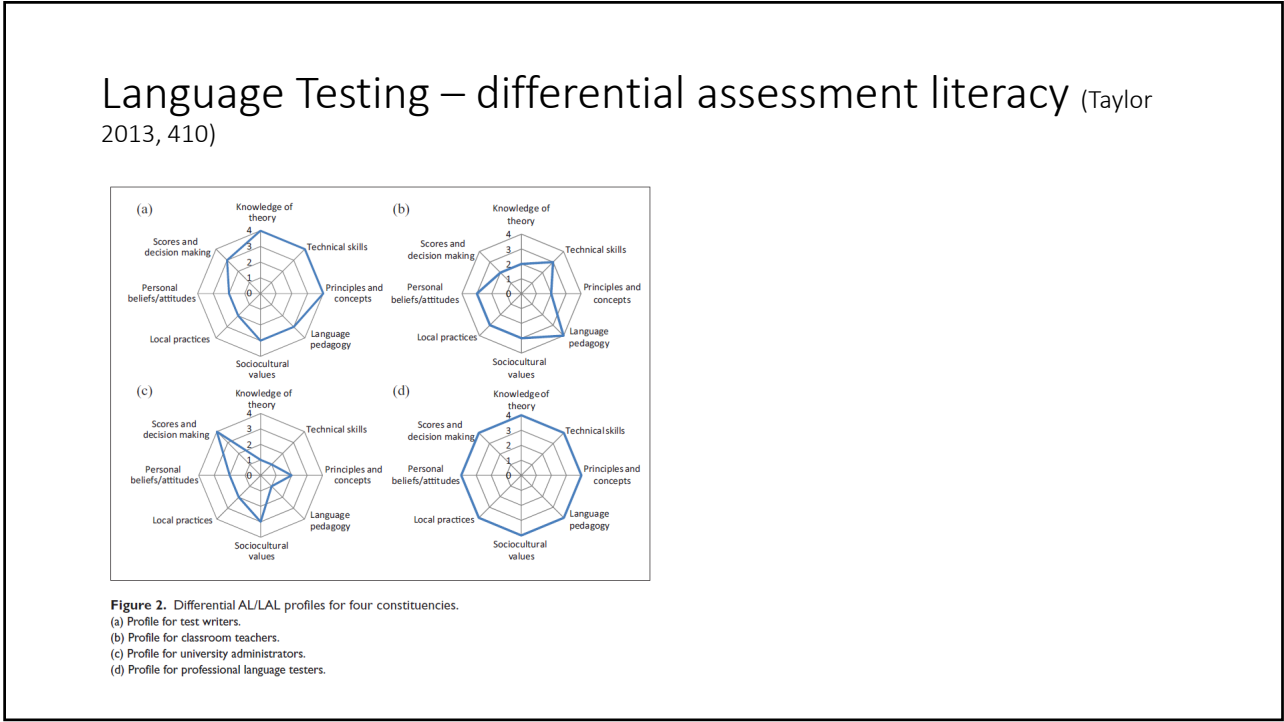 Language Testing – differential assessment literacy (Taylor
2013, 410)
(a)
Knowledge of
theory
Scores and
decision making
Technical skills
Personal
beliefs/attitudes
Principles and
concepts
Local practices
Language
pedagogy
Sociocultural
values
4
3
2
1
0
(b)
Knowledge of
theory
Scores and
decision making
Technical skills
Personal
beliefs/attitudes
Principles and
concepts
Local practices
Language
pedagogy
Sociocultural
values
4
3
2
1
0
(c)
Knowledge of
theory
Scores and
decision making
Technical skills
Personal
beliefs/attitudes
Principles and
concepts
Local practices
Language
pedagogy
Sociocultural
values
4
3
2
1
0
(d)
Knowledge of
theory
Scores and
decision making
Technical skills
Personal
beliefs/attitudes
Principles and
concepts
Local practices
Language
pedagogy
Sociocultural
values
4
3
2
1
0
Figure 2. Differential AL/LAL profiles for four constituencies.
(a) Profile for test writers.
(b) Profile for classroom teachers.
(c) Profile for university administrators.
(d) Profile for professional language testers.